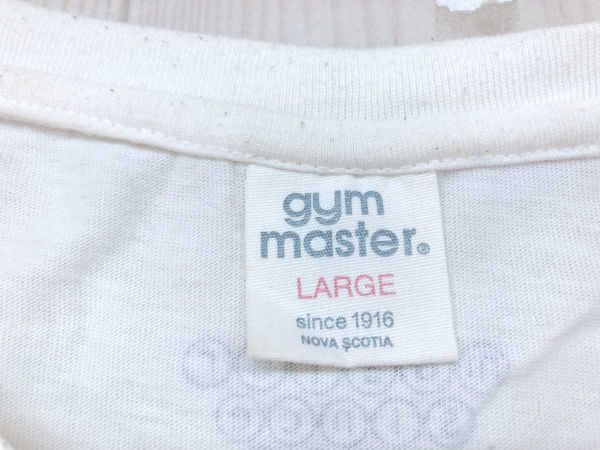 gym
master®
LARGE
since 1916
NOVA SCOTIA